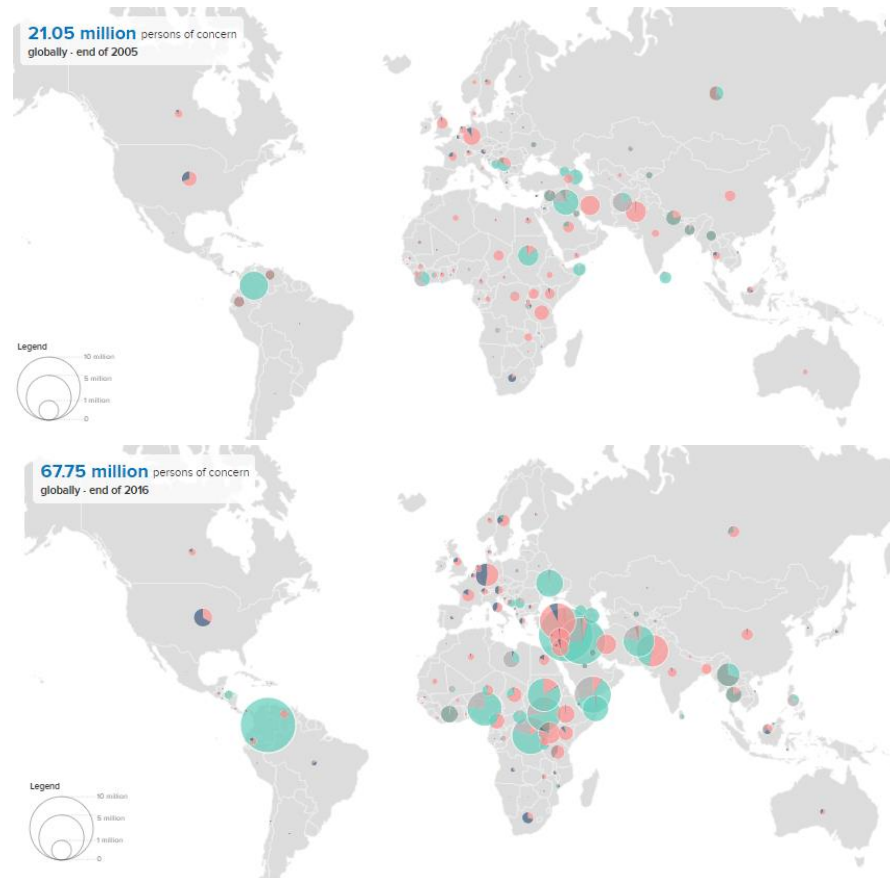 21.05 million persons of concern
globally - end of 2005
Legend
10 million
5 million
1 million
0
67.75 million persons of concern
globally - end of 2016
Legend
10 million
5 million
1 million
0